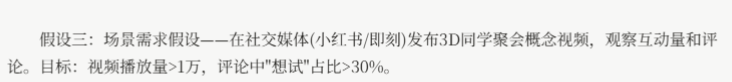 假设三：场景需求假设——在社交媒体(小红书/即刻)发布3D同学聚会概念视频，观察互动量和评
论。目标：视频播放量>1万，评论中"想试"占比>30%。